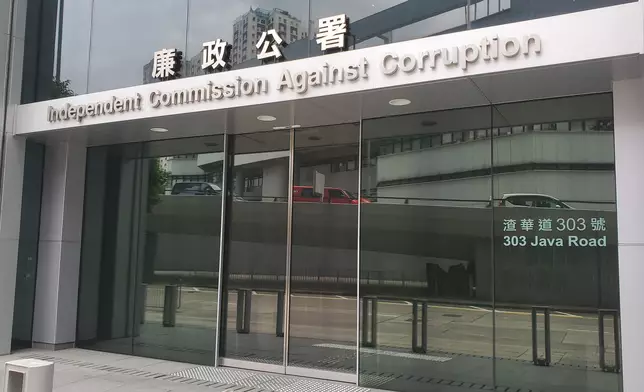 廉政公署
Independent Commission Against Corruption
渣華道303號
303 Java Road